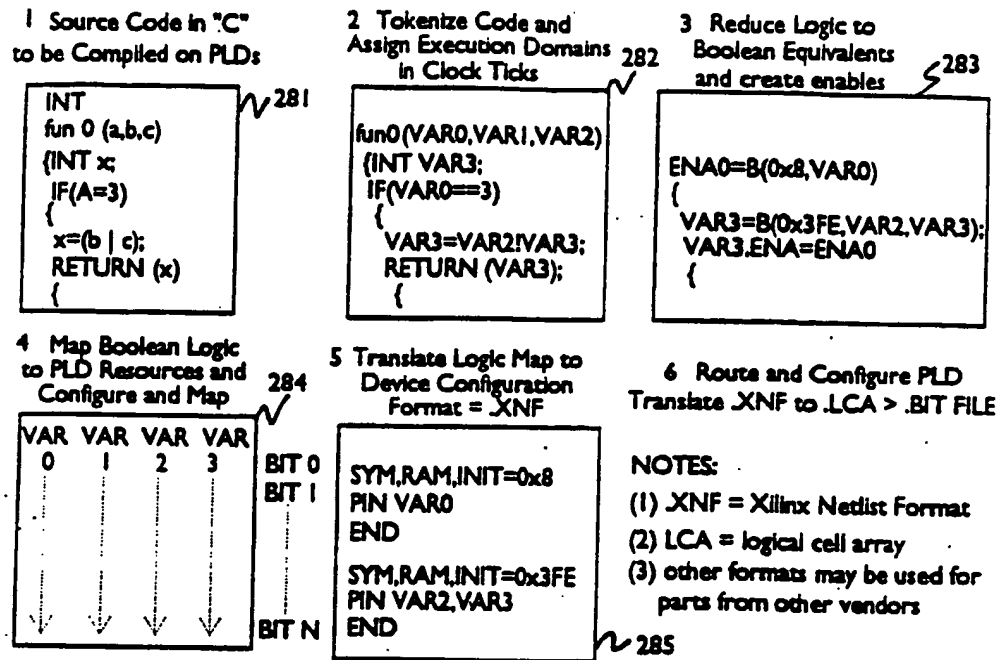 1 Source Code in "C"
to be Compiled on PLDs
281
INT
fun 0 (a,b,c)
{INT x;
IF(A=3)
{
x=(b | c);
RETURN (x)
{
2 Tokenize Code and
Assign Execution Domains
in Clock Ticks
282
fun0(VAR0,VAR1,VAR2)
{INT VAR3;
IF(VAR0==3)
{
VAR3=VAR2!VAR3;
RETURN (VAR3);
{
3 Reduce Logic to
Boolean Equivalents
and create enables
283
ENA0=B(0x8,VAR0)
{
VAR3=B(0x3FE,VAR2,VAR3);
VAR3.ENA=ENA0
{
4 Map Boolean Logic
to PLD Resources and
Configure and Map
284
VAR VAR VAR VAR
0 1 2 3
BIT 0
BIT 1
BIT N
5 Translate Logic Map to
Device Configuration
Format = .XNF
SYM,RAM,INIT=0x8
PIN VAR0
END
SYM,RAM,INIT=0x3FE
PIN VAR2,VAR3
END
285
6 Route and Configure PLD
Translate .XNF to .LCA > .BIT FILE
NOTES:
(1) .XNF = Xilinx Netlist Format
(2) LCA = logical cell array
(3) other formats may be used for
parts from other vendors